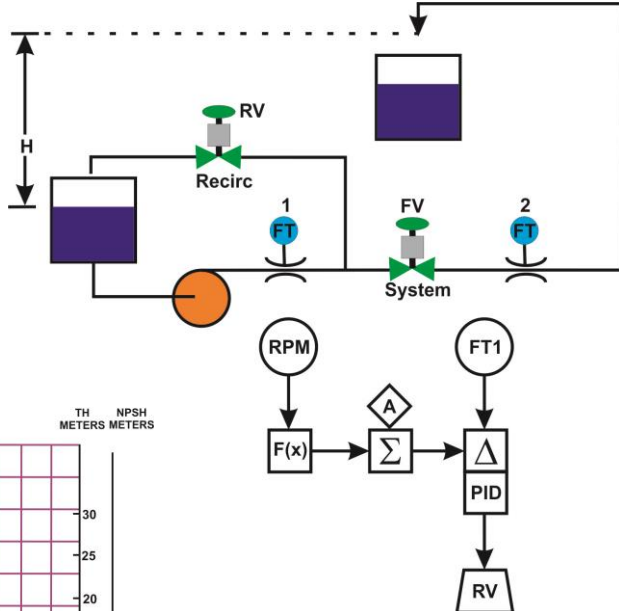 H
RV
Recirc
1
FT
FV
System
2
FT
RPM
FT1
A
F(x)
Σ
Δ
PID
RV
TH METERS
NPSH METERS
30
25
20